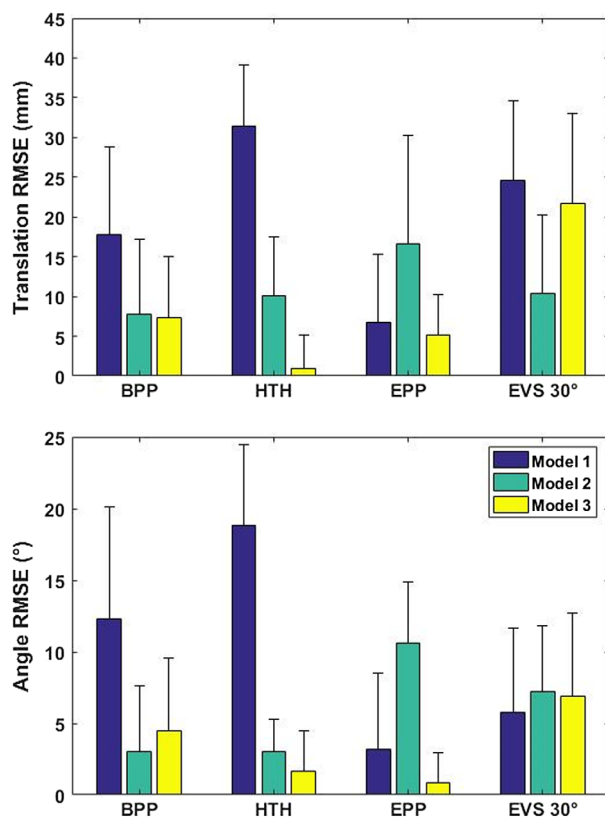 Translation RMSE (mm)
45
40
35
30
25
20
15
10
5
0
BPP HTH EPP EVS 30°
Angle RMSE (°)
25
20
15
10
5
0
Model 1
Model 2
Model 3
BPP HTH EPP EVS 30°